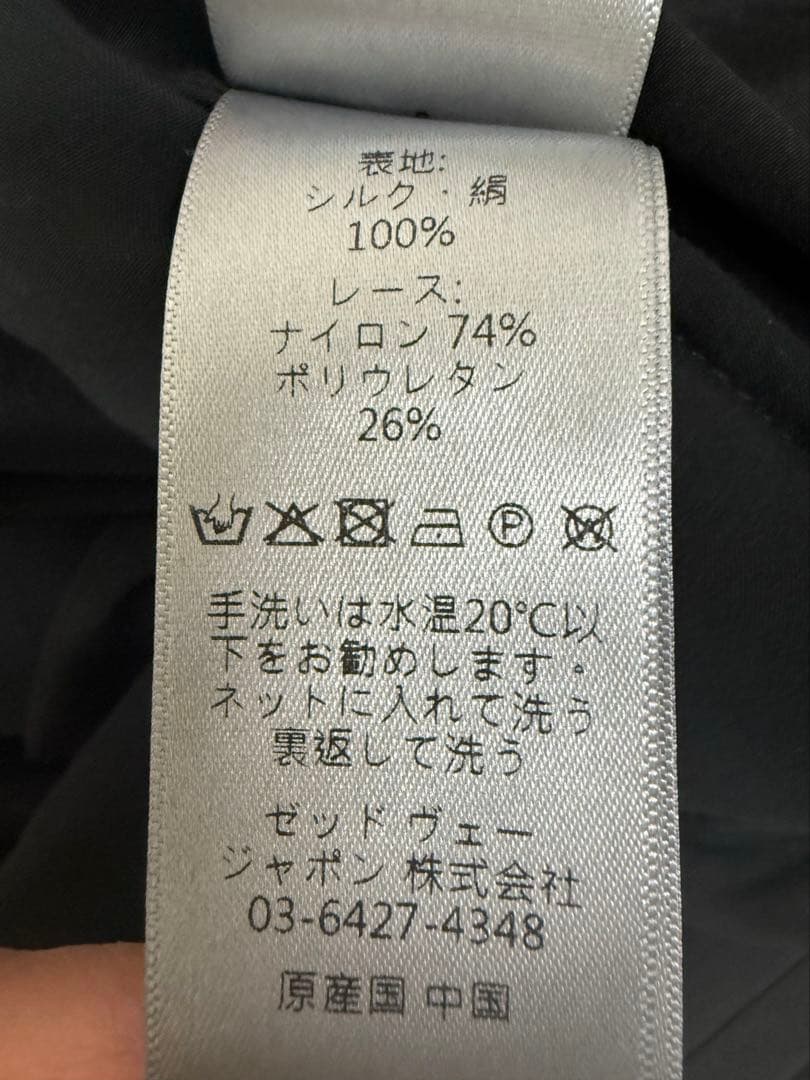 表地:
シルク・絹
100%
レース:
ナイロン 74%
ポリウレタン
26%
P W
手洗いは水温20℃以
下をお勧めします。
ネットに入れて洗う
裏返して洗う
ゼッド ヴェー
ジャポン 株式会社
03-6427-4348
原産国 中国